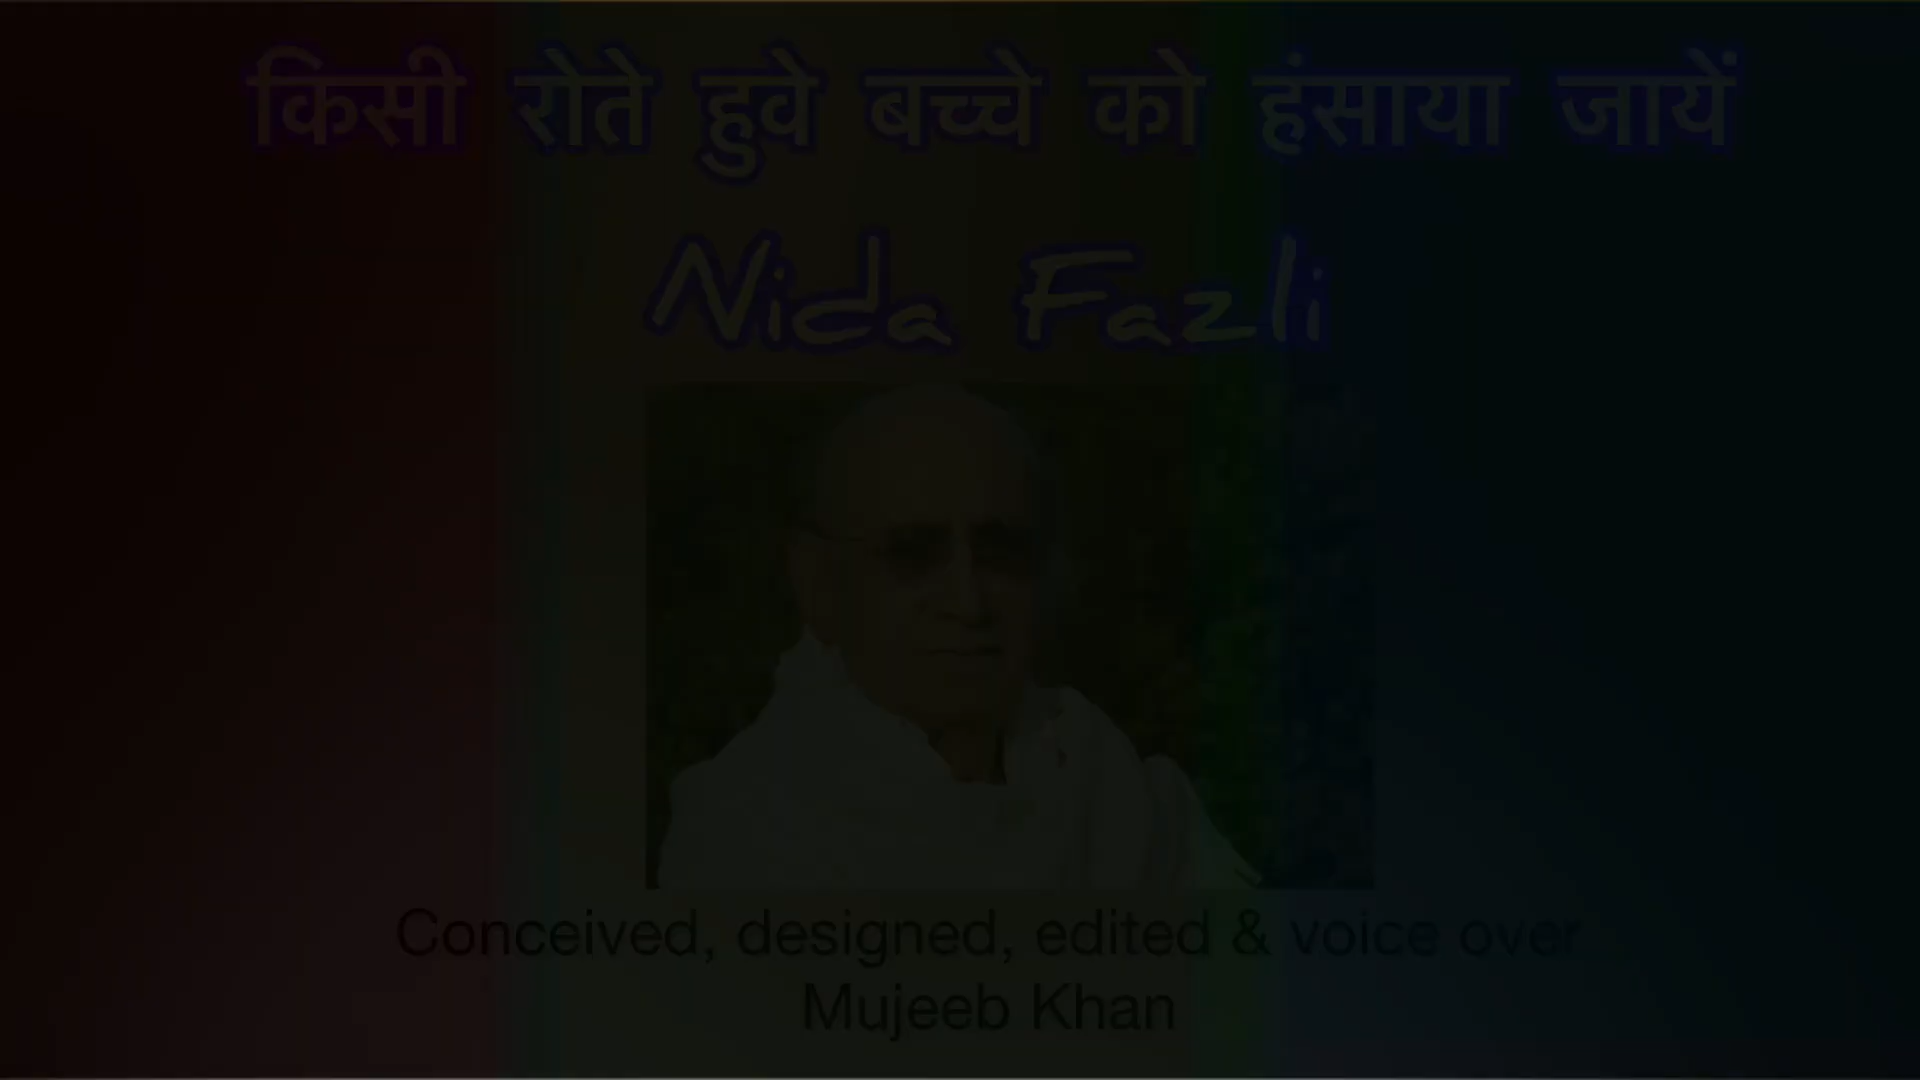 किसी रोते हुवे बच्चे को हंसाया जायें
Nida Fazli
Conceived, designed, edited & voice over
Mujeeb Khan